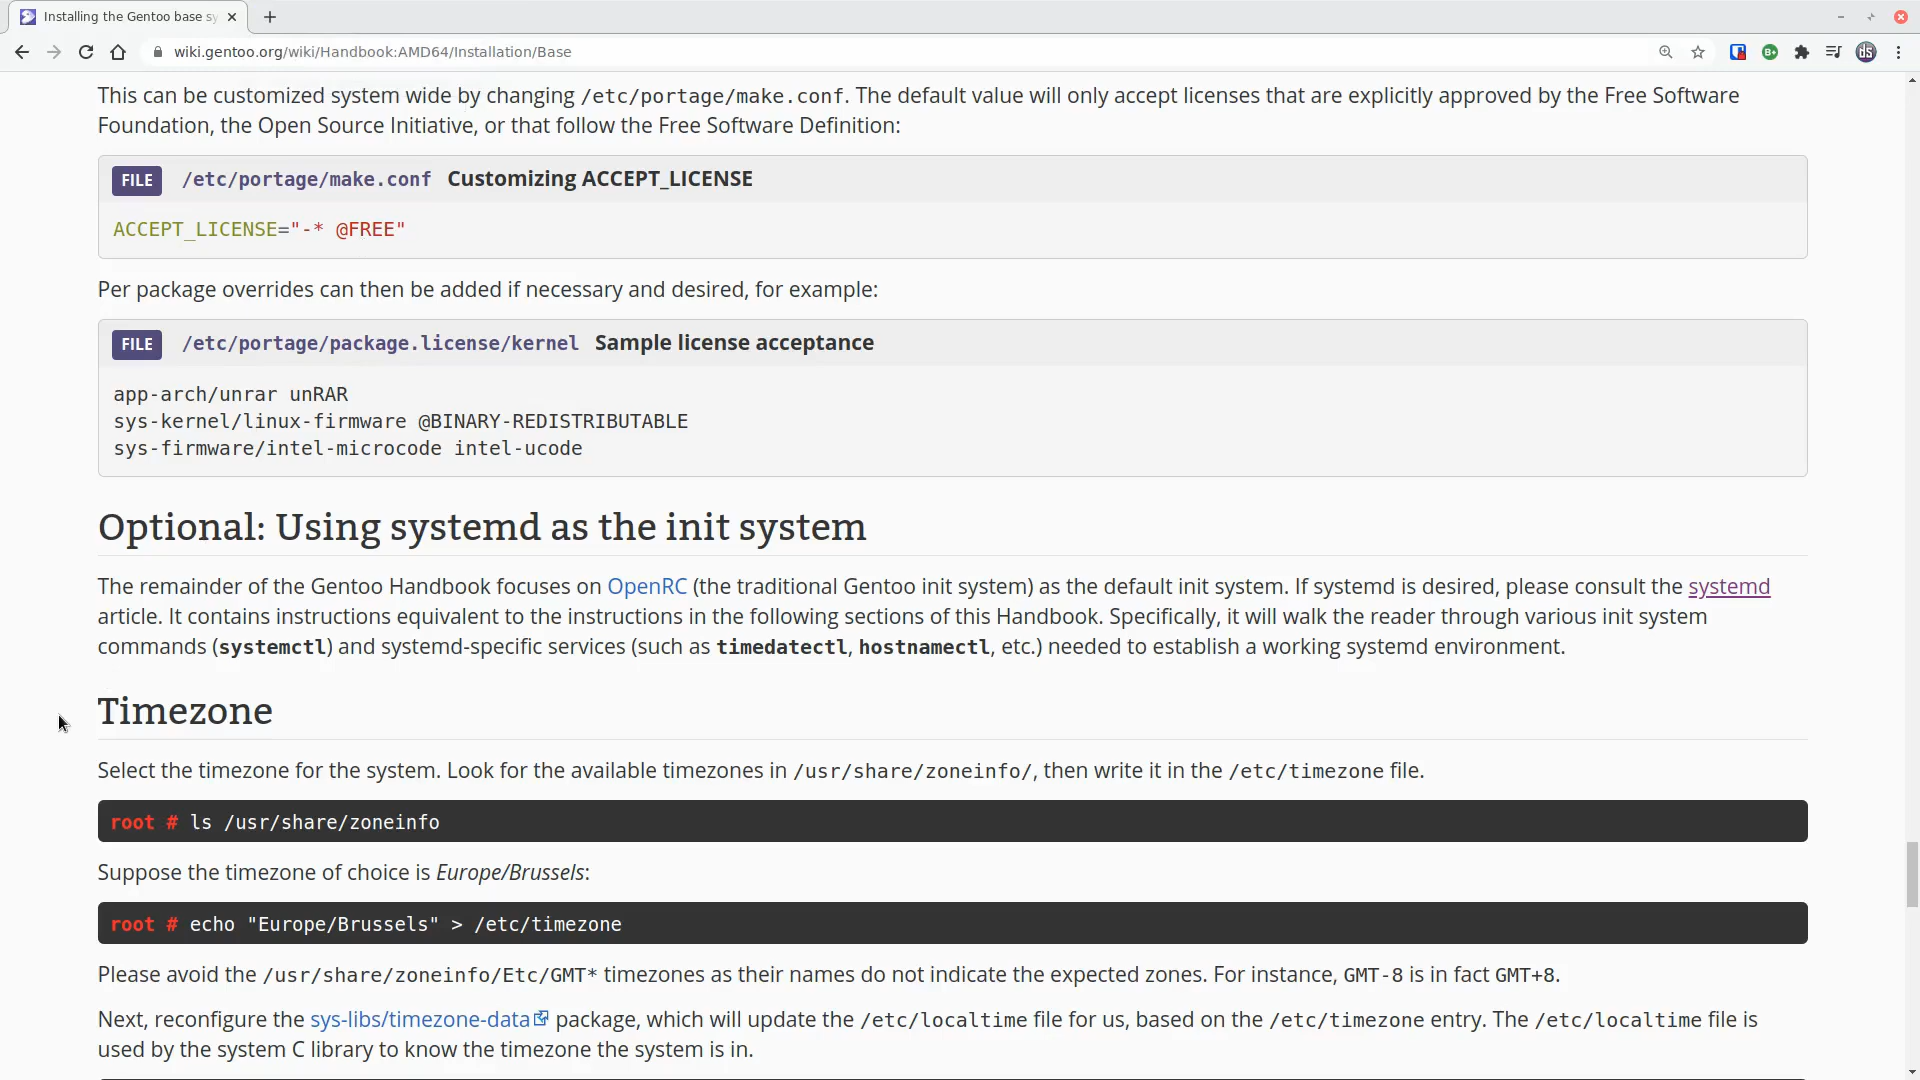 Installing the Gentoo base sy
wiki.gentoo.org/wiki/Handbook:AMD64/Installation/Base
This can be customized system wide by changing /etc/portage/make.conf. The default value will only accept licenses that are explicitly approved by the Free Software
Foundation, the Open Source Initiative, or that follow the Free Software Definition:
FILE /etc/portage/make.conf Customizing ACCEPT_LICENSE
ACCEPT_LICENSE="-* @FREE"
Per package overrides can then be added if necessary and desired, for example:
FILE /etc/portage/package.license/kernel Sample license acceptance
app-arch/unrar unRAR
sys-kernel/linux-firmware @BINARY-REDISTRIBUTABLE
sys-firmware/intel-microcode intel-ucode
Optional: Using systemd as the init system
The remainder of the Gentoo Handbook focuses on OpenRC (the traditional Gentoo init system) as the default init system. If systemd is desired, please consult the systemd
article. It contains instructions equivalent to the instructions in the following sections of this Handbook. Specifically, it will walk the reader through various init system
commands (systemctl) and systemd-specific services (such as timedatectl, hostnamectl, etc.) needed to establish a working systemd environment.
Timezone
Select the timezone for the system. Look for the available timezones in /usr/share/zoneinfo/, then write it in the /etc/timezone file.
root # ls /usr/share/zoneinfo
Suppose the timezone of choice is Europe/Brussels:
root # echo "Europe/Brussels" > /etc/timezone
Please avoid the /usr/share/zoneinfo/Etc/GMT* timezones as their names do not indicate the expected zones. For instance, GMT-8 is in fact GMT+8.
Next, reconfigure the sys-libs/timezone-data package, which will update the /etc/localtime file for us, based on the /etc/timezone entry. The /etc/localtime file is
used by the system C library to know the timezone the system is in.